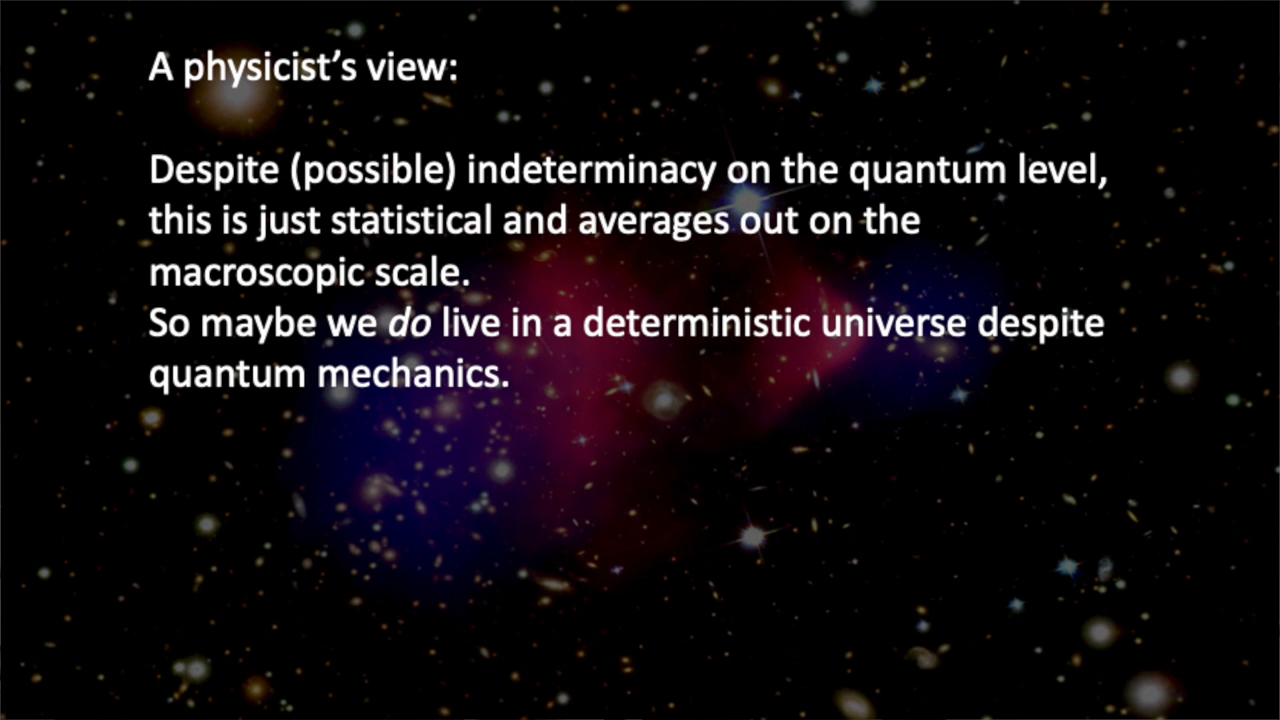 A physicist’s view:
Despite (possible) indeterminacy on the quantum level,
this is just statistical and averages out on the
macroscopic scale.
So maybe we do live in a deterministic universe despite
quantum mechanics.